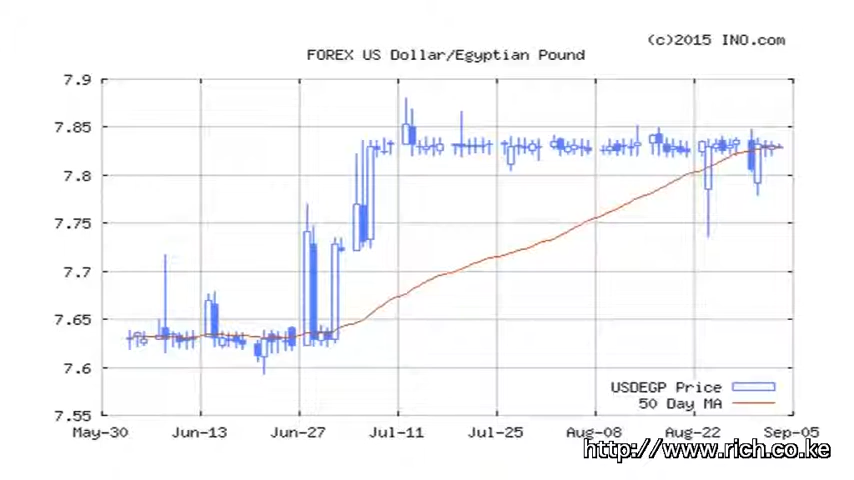 (c)2015 INO.com
FOREX US Dollar/Egyptian Pound
7.9
7.85
7.8
7.75
7.7
7.65
7.6
7.55
USDEGP Price
50 Day MA
May-30 Jun-13 Jun-27 Jul-11 Jul-25 Aug-08 Aug-22 Sep-05
http://www.rich.co.ke